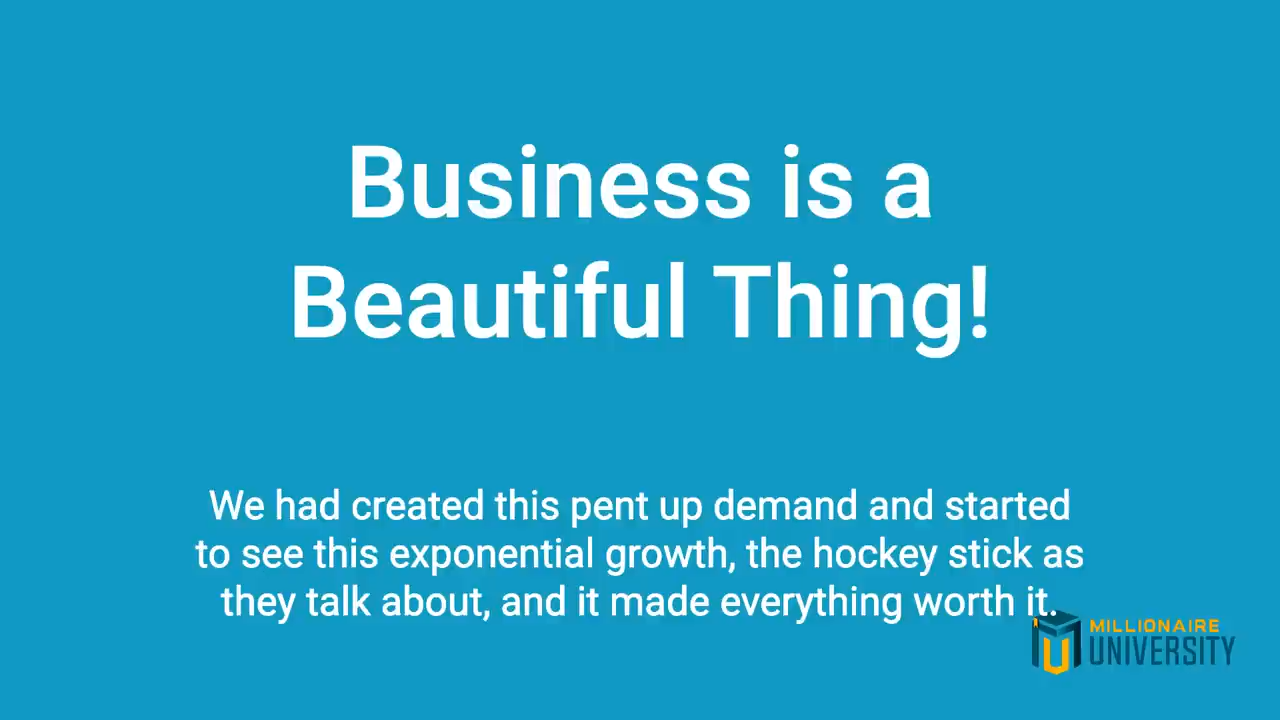 Business is a
Beautiful Thing!
We had created this pent up demand and started
to see this exponential growth, the hockey stick as
they talk about, and it made everything worth it.
MILLIONAIRE
UNIVERSITY